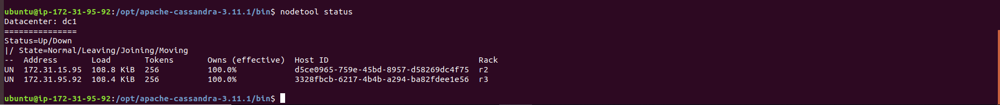 ubuntu@ip-172-31-95-92:/opt/apache-cassandra-3.11.1/bin$ nodetool status
Datacenter: dc1
===============
Status=Up/Down
|/ State=Normal/Leaving/Joining/Moving
--  Address       Load       Tokens       Owns (effective)  Host ID                               Rack
UN  172.31.15.95  108.8 KiB  256          100.0%            d5ce0965-759e-45bd-8957-d58269dc4f75  r2
UN  172.31.95.92  108.4 KiB  256          100.0%            3328fbcb-6217-4b4b-a294-ba82fdee1e56  r3
ubuntu@ip-172-31-95-92:/opt/apache-cassandra-3.11.1/bin$